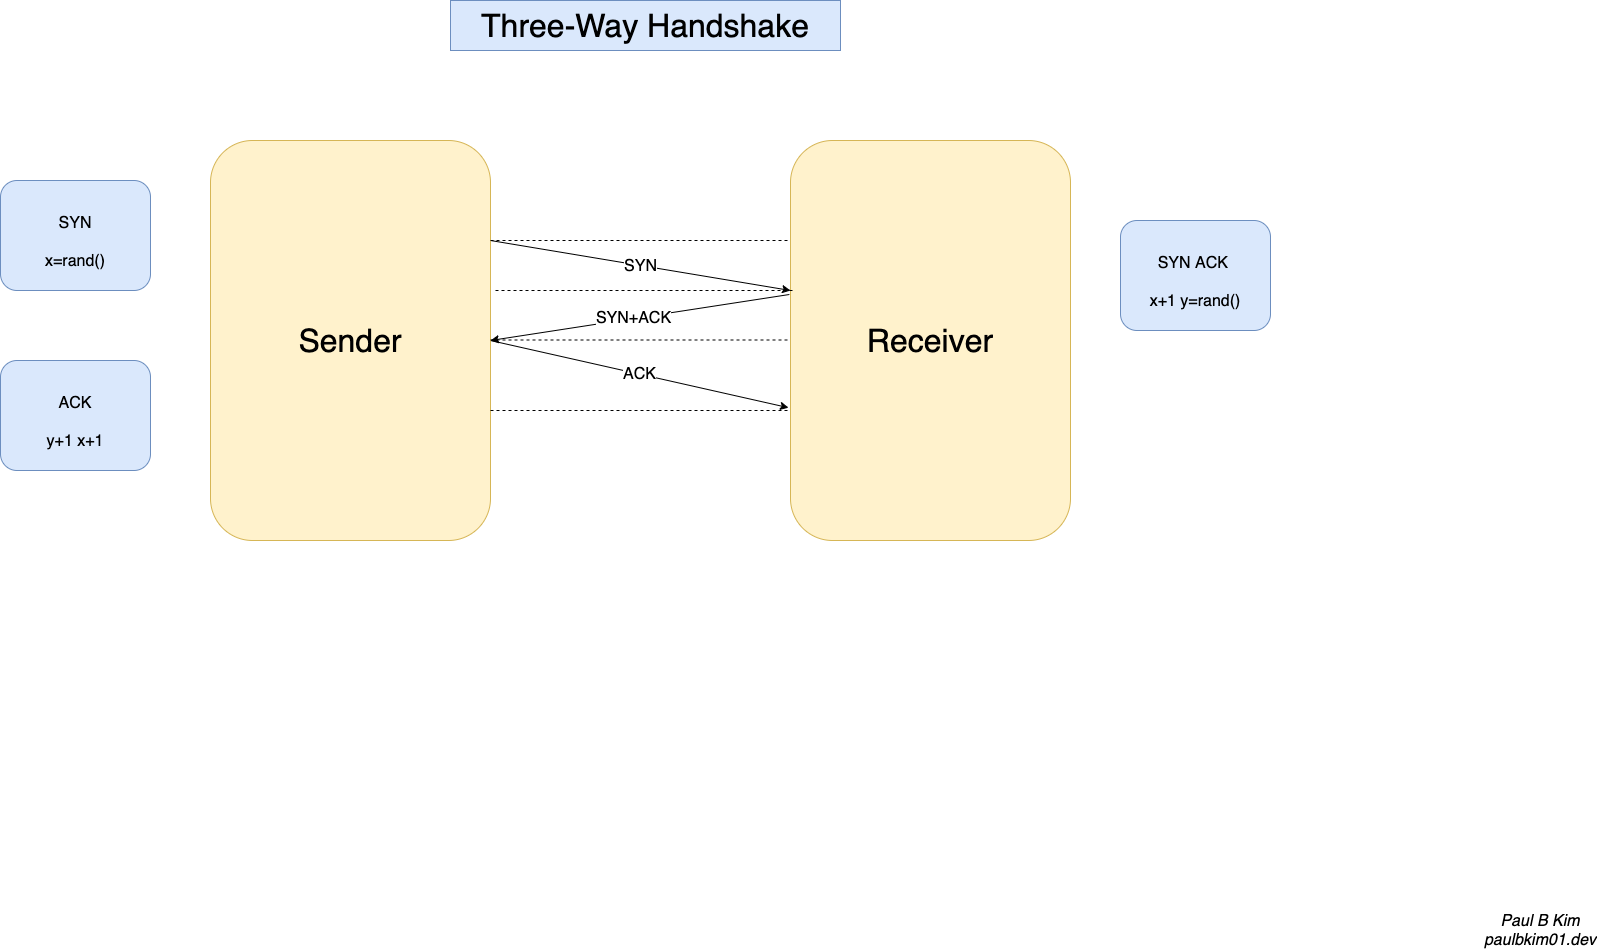 Three-Way Handshake
SYN
x=rand()
ACK
y+1 x+1
Sender
SYN
SYN+ACK
ACK
Receiver
SYN ACK
x+1 y=rand()
Paul B Kim
paulbkim01.dev